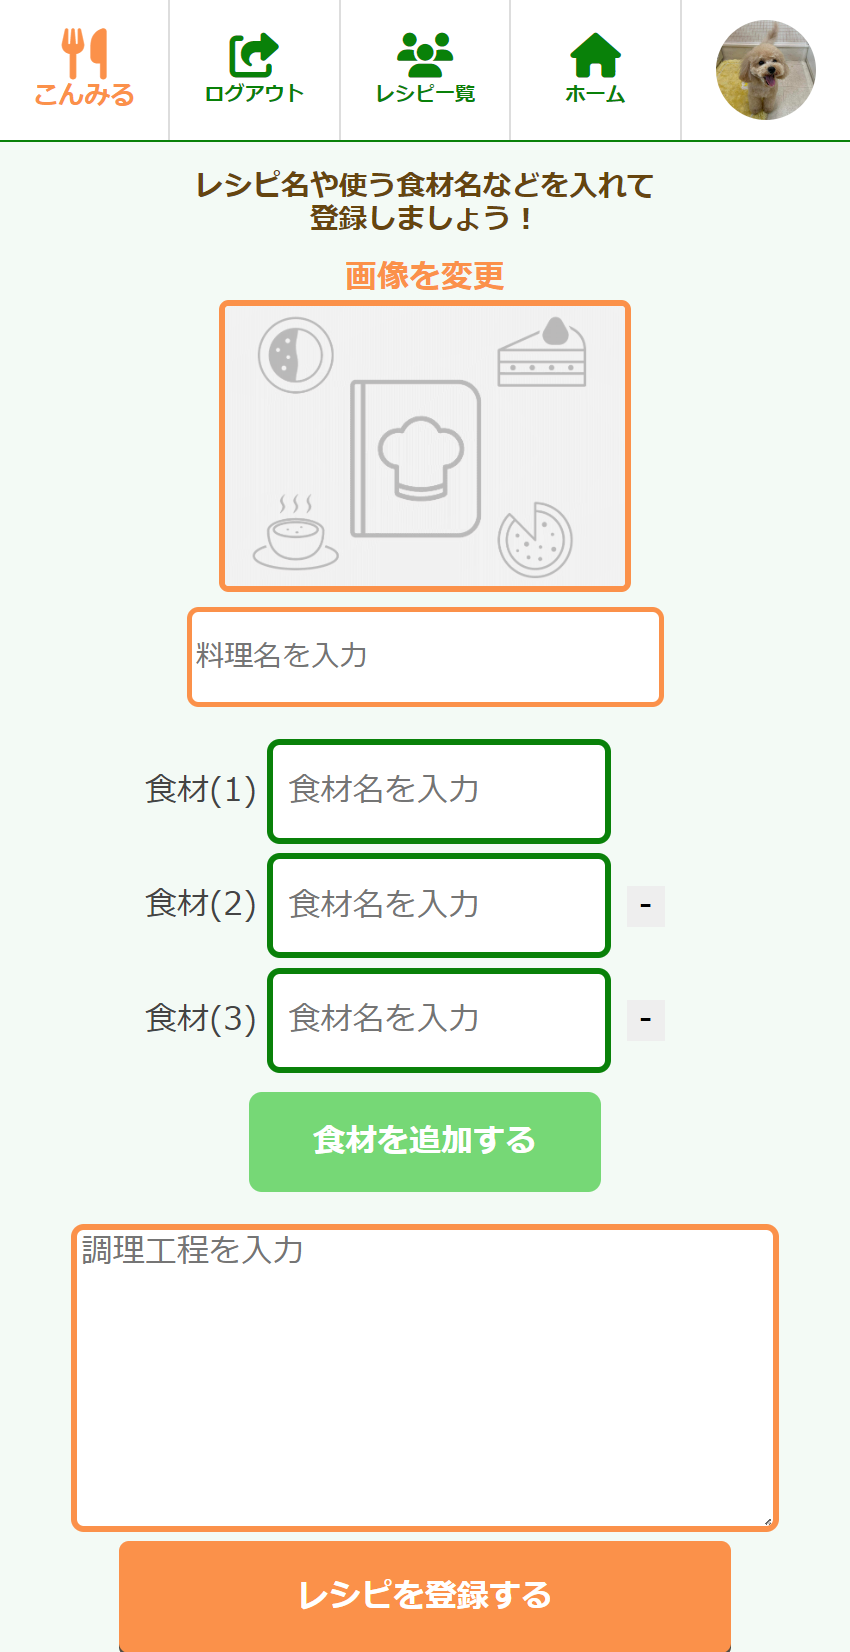 こんみる
ログアウト
レシピ一覧
ホーム
レシピ名や使う食材名などを入れて
登録しましょう！
画像を変更
料理名を入力
食材(1) 食材名を入力
食材(2) 食材名を入力 -
食材(3) 食材名を入力 -
食材を追加する
調理工程を入力
レシピを登録する